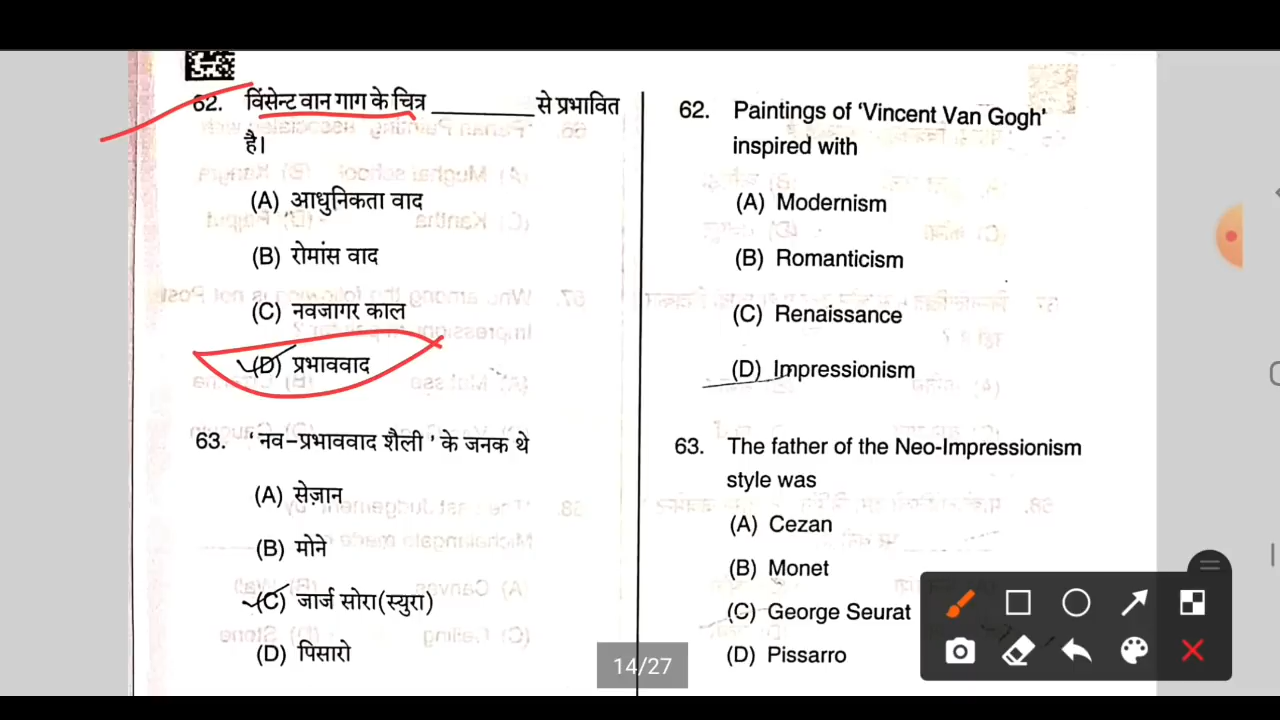 62. विंसेन्ट वान गाग के चित्र __________ से प्रभावित
है।
(A) आधुनिकता वाद
(B) रोमांस वाद
(C) नवजागर काल
(D) प्रभाववाद
63. ‘ नव-प्रभाववाद शैली ’ के जनक थे
(A) सेज़ान
(B) मोने
(C) जार्ज सोरा(स्युरा)
(D) पिसारो
62. Paintings of ‘Vincent Van Gogh’
inspired with
(A) Modernism
(B) Romanticism
(C) Renaissance
(D) Impressionism
63. The father of the Neo-Impressionism
style was
(A) Cezan
(B) Monet
(C) George Seurat
(D) Pissarro
14/27